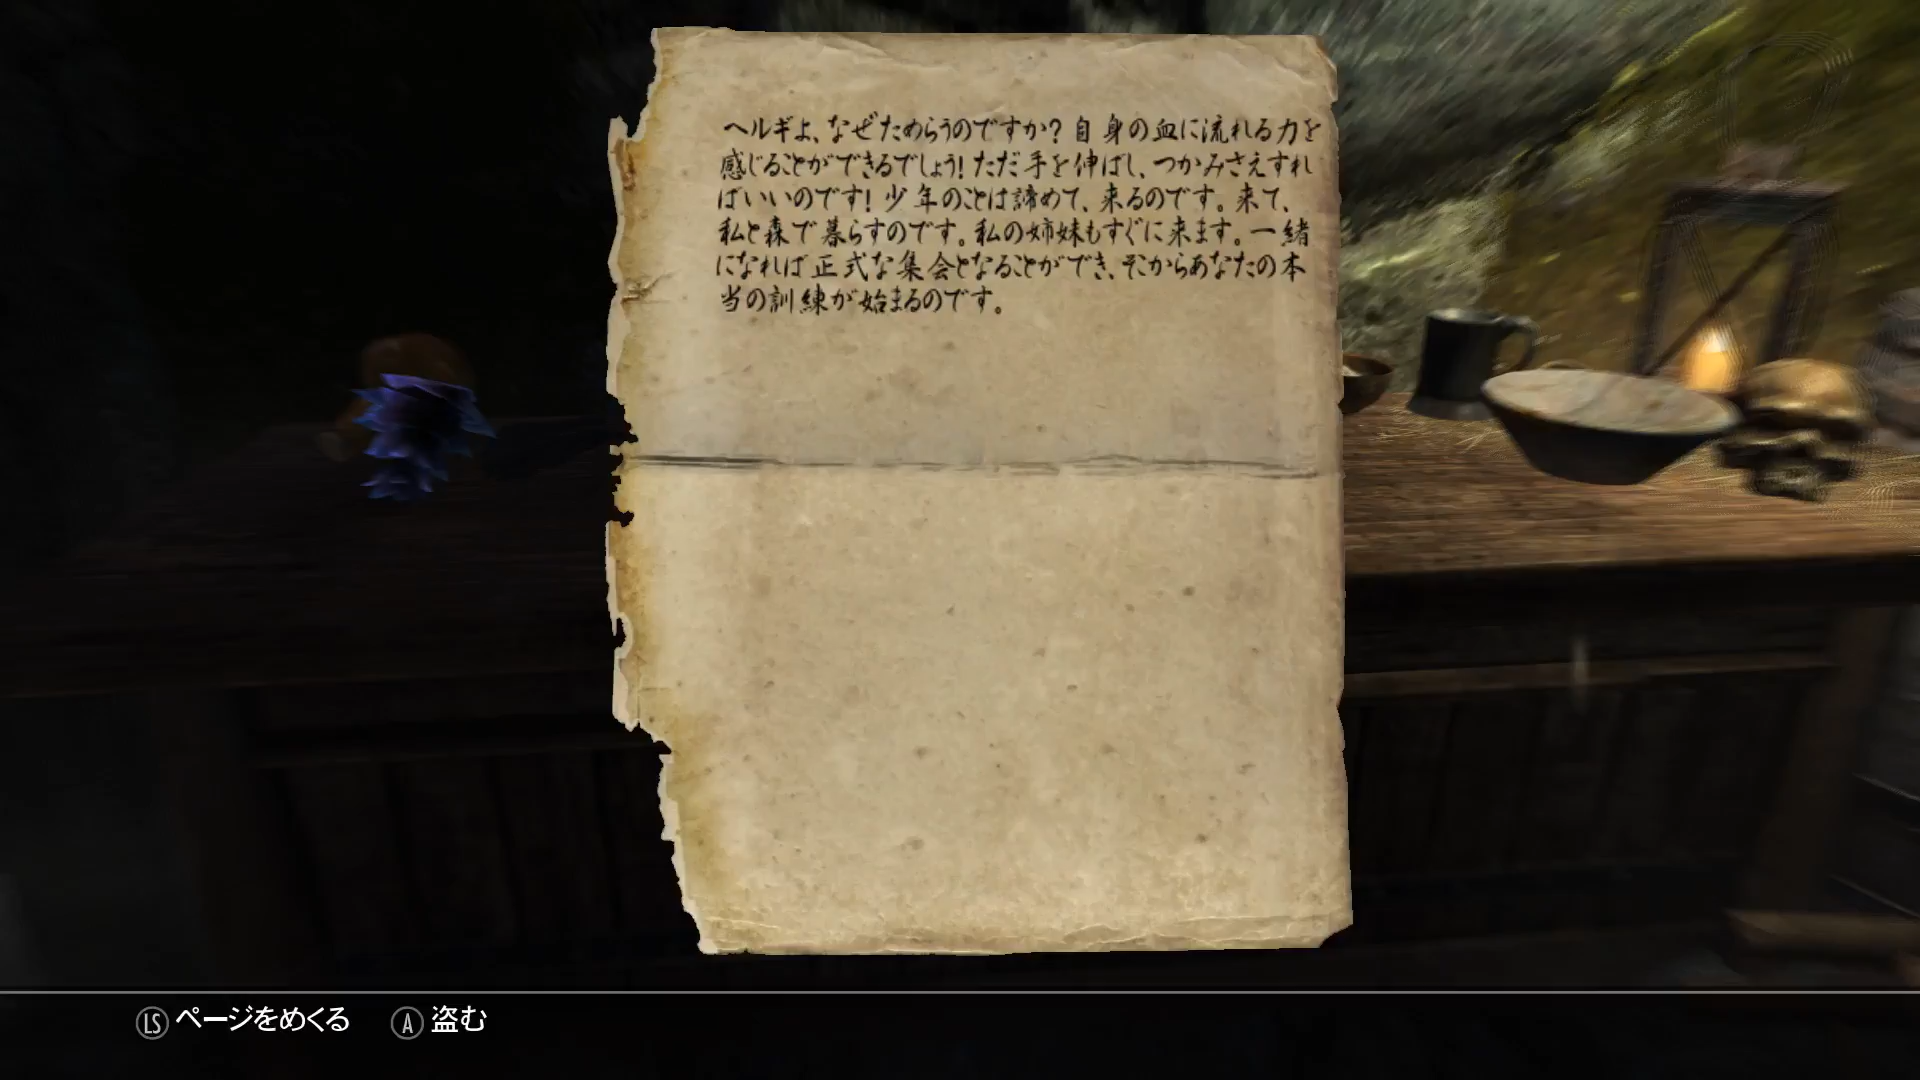 ヘルギよ、なぜためらうのですか? 自身の血に流れる力を
感じることができるでしょう! ただ手を伸ばし、つかみさえすれ
ばいいのです! 少年のことは諦めて、来るのです。来て、
私と森で暮らすのです。私の姉妹もすぐに来ます。一緒
になれば正式な集会となることができ、そこからあなたの本
当の訓練が始まるのです。
LS ページをめくる A 盗む